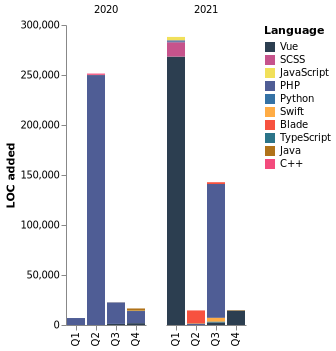 2020 2021
Language
Vue
SCSS
JavaScript
PHP
Python
Swift
Blade
TypeScript
Java
C++
LOC added
300,000
250,000
200,000
150,000
100,000
50,000
0
Q1 Q2 Q3 Q4 Q1 Q2 Q3 Q4